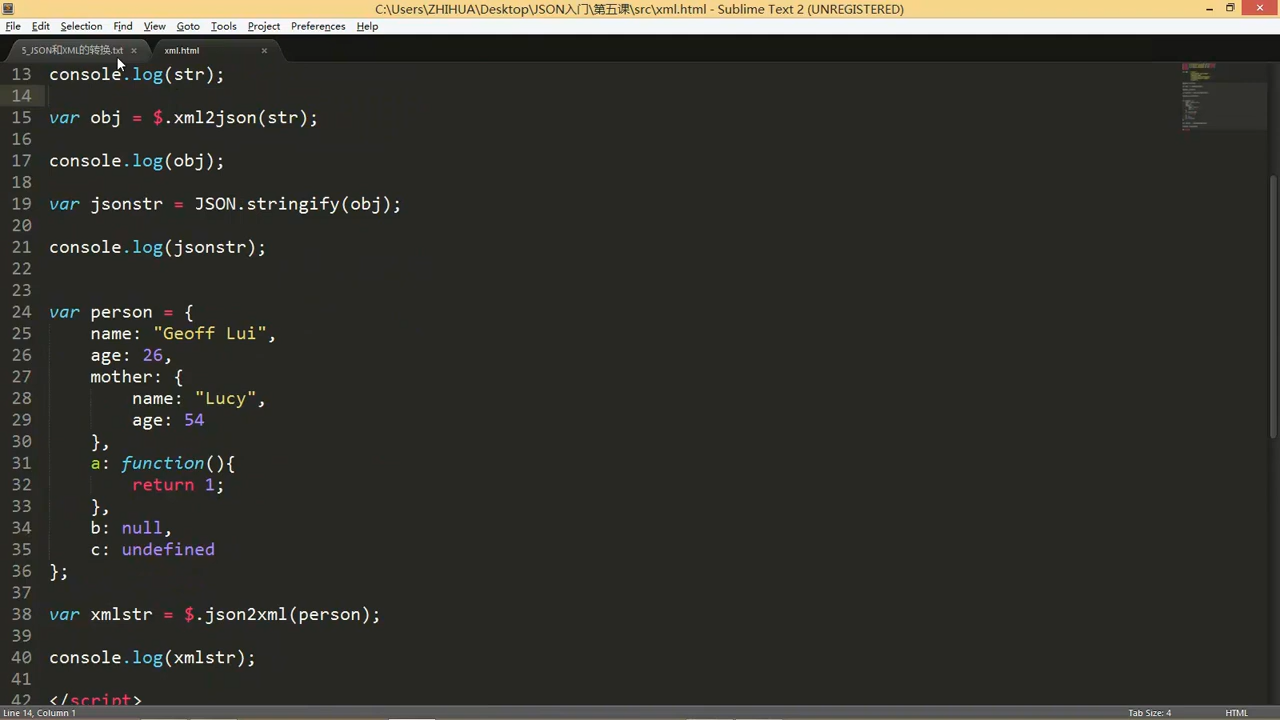 C:\Users\ZHIHUA\Desktop\JSON入门\第五课\src\xml.html - Sublime Text 2 (UNREGISTERED)
File Edit Selection Find View Goto Tools Project Preferences Help
5_JSON和XML的转换.txt × xml.html ×
13 console.log(str);
14
15 var obj = $.xml2json(str);
16
17 console.log(obj);
18
19 var jsonstr = JSON.stringify(obj);
20
21 console.log(jsonstr);
22
23
24 var person = {
25 name: "Geoff Lui",
26 age: 26,
27 mother: {
28 name: "Lucy",
29 age: 54
30 },
31 a: function(){
32 return 1;
33 },
34 b: null,
35 c: undefined
36 };
37
38 var xmlstr = $.json2xml(person);
39
40 console.log(xmlstr);
41
42 </script>
Line 14, Column 1 Tab Size: 4 HTML